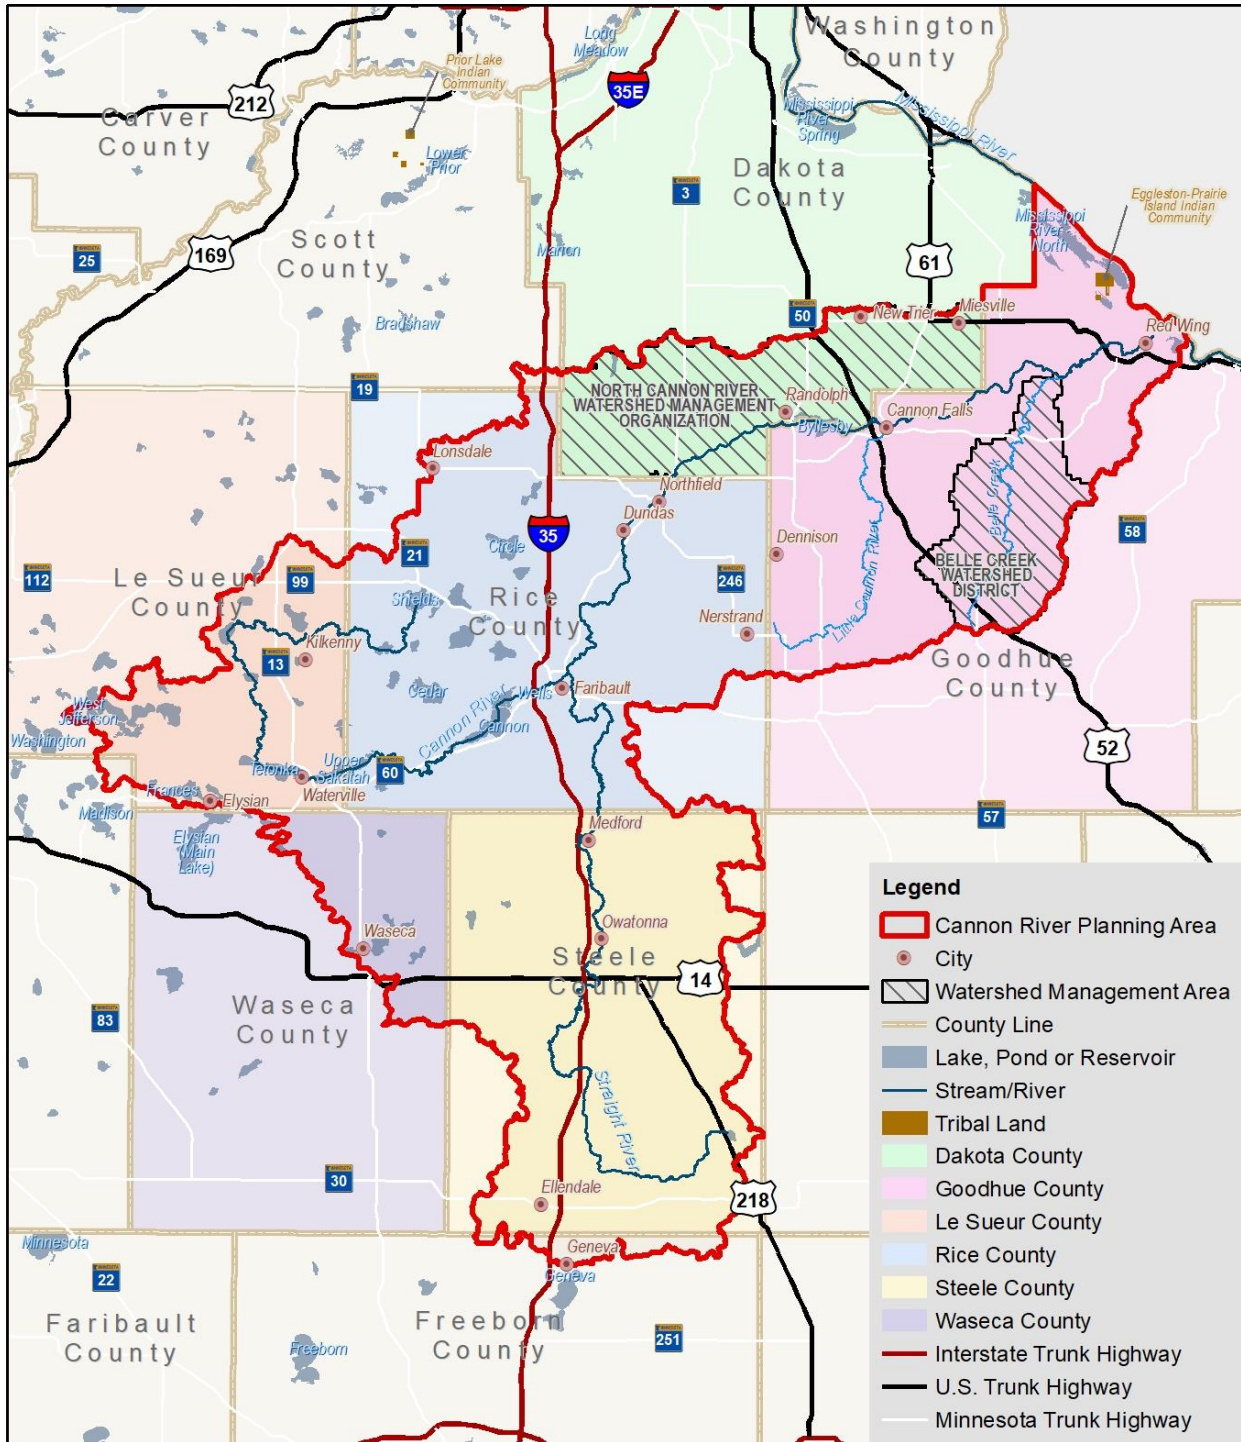 Washington
County
Long
Meadow
Prior Lake
Indian
Community
35E
212
Carver
County
Mississippi
River
Spring
Mississippi River
Lower
Prior
Dakota
County
3
Eggleston-Prairie
Island Indian
Community
Mississippi
River
North
Scott
County
169
25
Marion
61
Bradshaw
50
New Trier
Miesville
Red Wing
19
NORTH CANNON RIVER
WATERSHED MANAGEMENT
ORGANIZATION
Randolph
Byllesby
Cannon Falls
Lonsdale
Northfield
Dundas
35
Circle
21
Dennison
Little Cannon River
Belle Creek
BELLE CREEK
WATERSHED
DISTRICT
58
112
Le Sueur
County
99
246
Shields
Rice
County
Nerstrand
Kilkenny
13
Goodhue
County
Cedar
Wells
Faribault
Cannon River
Cannon
West
Jefferson
Washington
52
Tetonka
Upper
Sakatah
60
Waterville
Frances
Elysian
Madison
57
Elysian
(Main
Lake)
Medford
Waseca
Owatonna
Steele
County
14
Waseca
County
83
Straight River
30
Ellendale
218
Minnesota
Geneva
Geneva
22
Faribault
County
Freeborn
County
Freeborn
251
Legend
Cannon River Planning Area
City
Watershed Management Area
County Line
Lake, Pond or Reservoir
Stream/River
Tribal Land
Dakota County
Goodhue County
Le Sueur County
Rice County
Steele County
Waseca County
Interstate Trunk Highway
U.S. Trunk Highway
Minnesota Trunk Highway